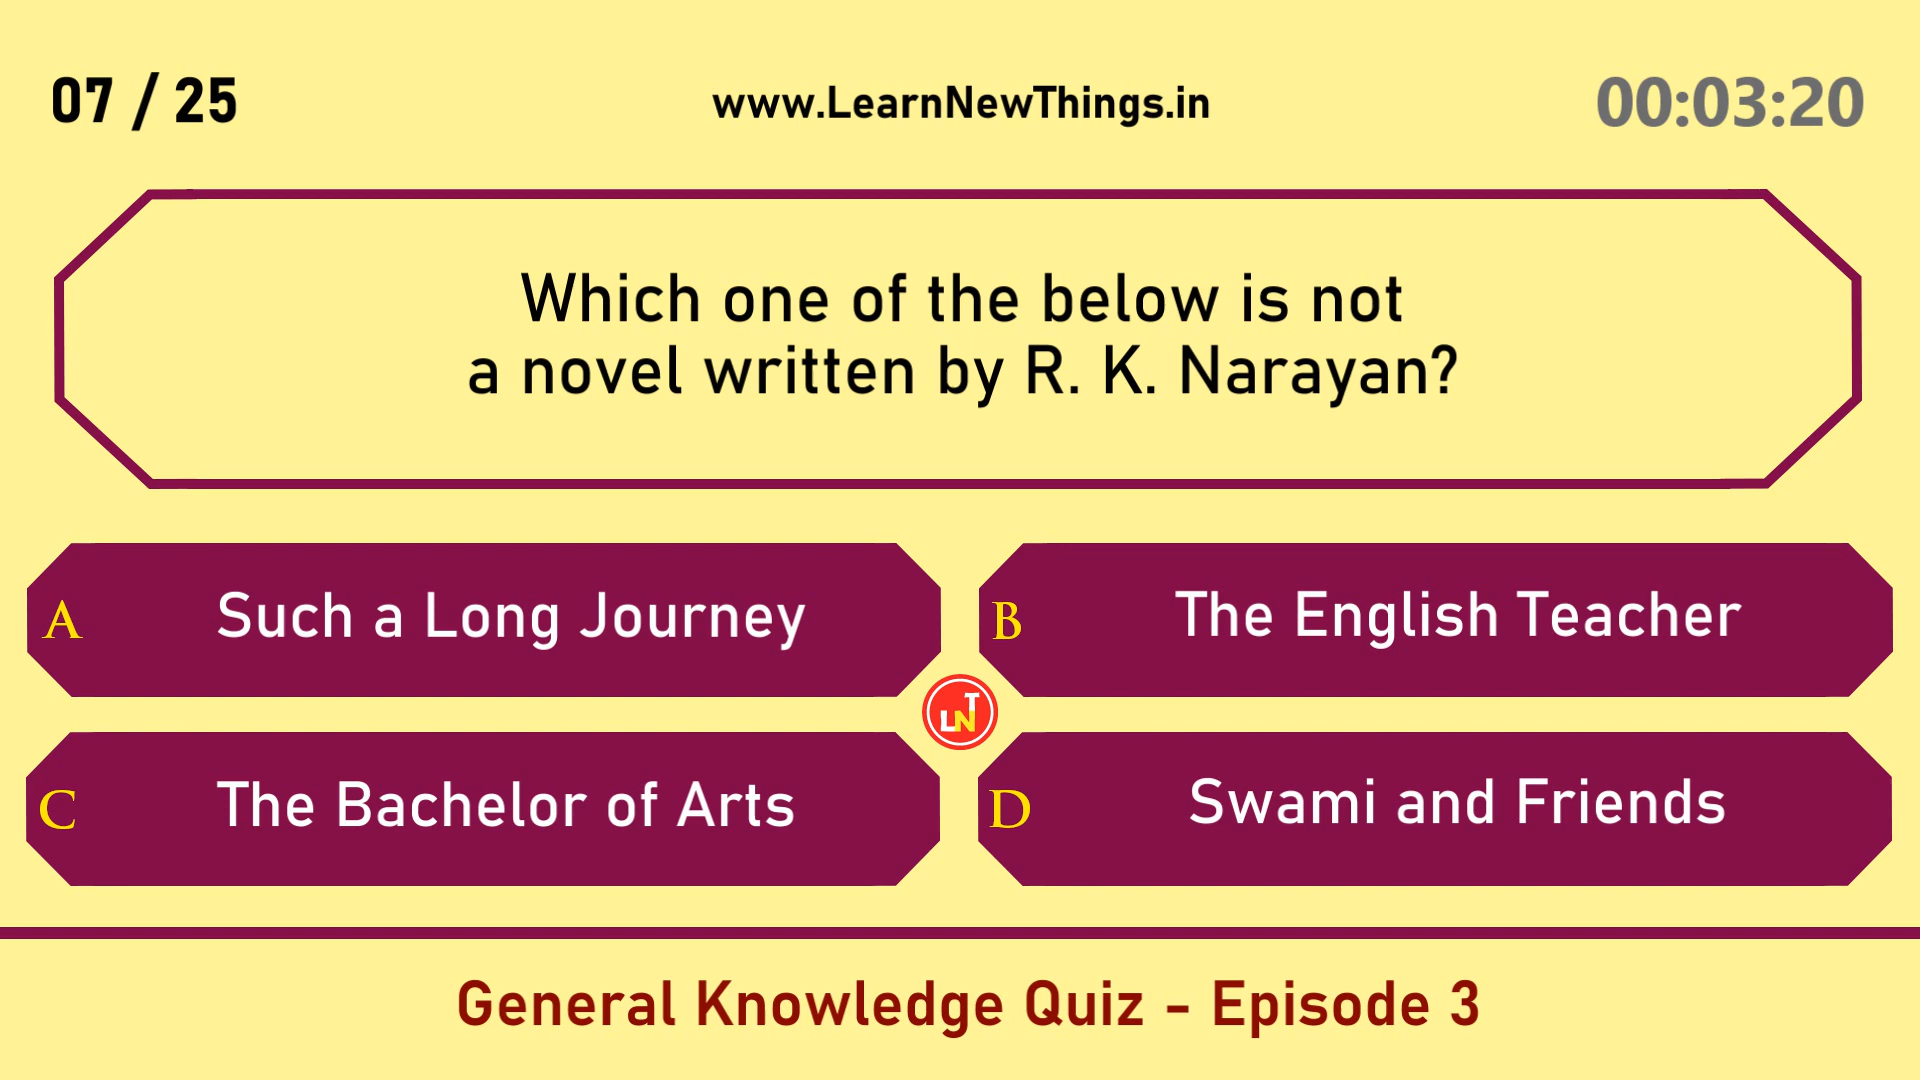 07 / 25
www.LearnNewThings.in
00:03:20
Which one of the below is not
a novel written by R. K. Narayan?
A Such a Long Journey
B The English Teacher
LNT
C The Bachelor of Arts
D Swami and Friends
General Knowledge Quiz - Episode 3